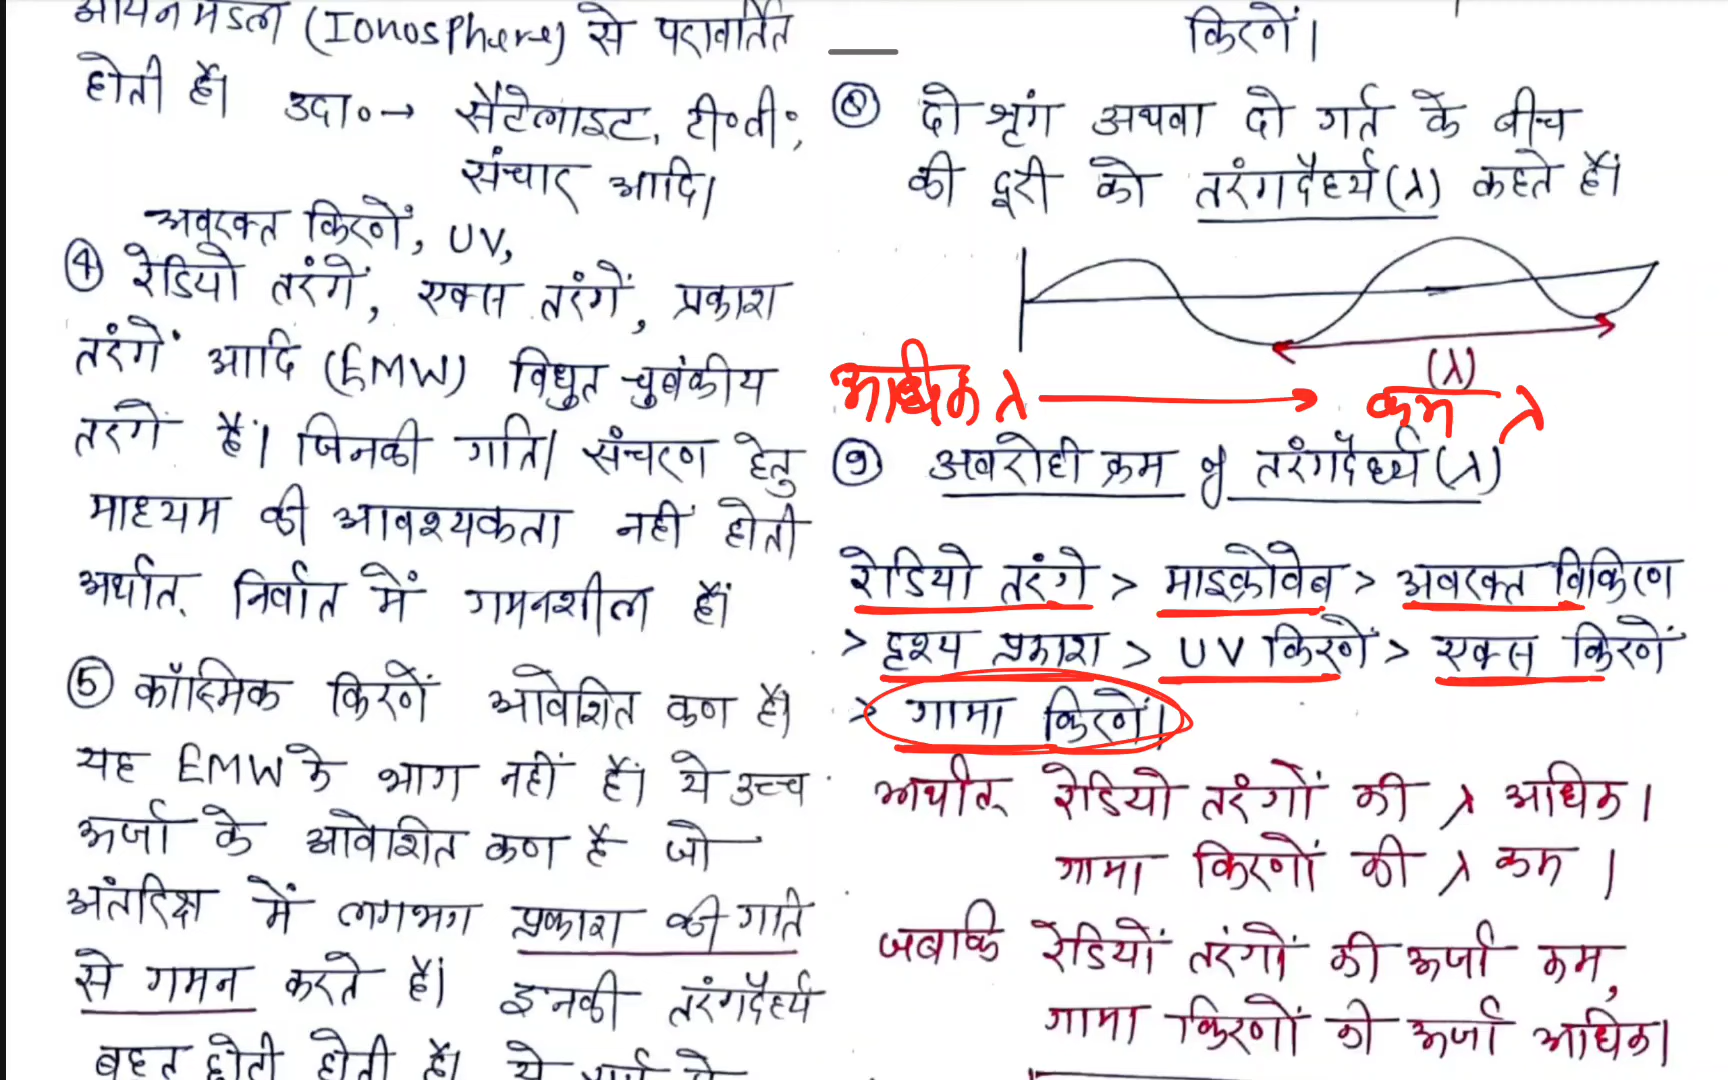 आयनमंडल (Ionosphere) से परावर्तित
होती हैं। उदा०→ सैटेलाइट, टी०वी०,
संचार आदि।
अवरक्त किरणें, UV,
④ रेडियो तरंगें, एक्स तरंगें, प्रकाश
तरंगें आदि (EMW) विधुत चुबंकीय
तरंगें हैं। जिनकी गति। संचरण हेतु
माध्यम की आवश्यकता नहीं होती
अर्थात् निर्वात में गमनशील हैं।
⑤ कॉस्मिक किरणें आवेशित कण हैं।
यह EMW के भाग नहीं हैं। ये उच्च
ऊर्जा के आवेशित कण है जो
अंतरिक्ष में लगभग प्रकाश की गति
से गमन करते हैं। इनकी तरंगदैर्ध्य
बहुत छोटी होती है। ये
किरणें।
⑧ दो श्रृंग अथवा दो गर्त के बीच
की दूरी को तरंगदैर्ध्य (λ) कहते हैं।
(λ)
अधिक λ → कम λ
⑨ अवरोही क्रम of तरंगदैर्ध्य (λ)
रेडियो तरंगे > माइक्रोवेब > अवरक्त विकिरण
> दृश्य प्रकाश > UV किरणें > एक्स किरणें
> गामा किरणें।
अर्थात् रेडियो तरंगों की λ अधिक।
गामा किरणों की λ कम।
जबकि रेडियों तरंगों की ऊर्जा कम,
गामा किरणों की ऊर्जा अधिक।